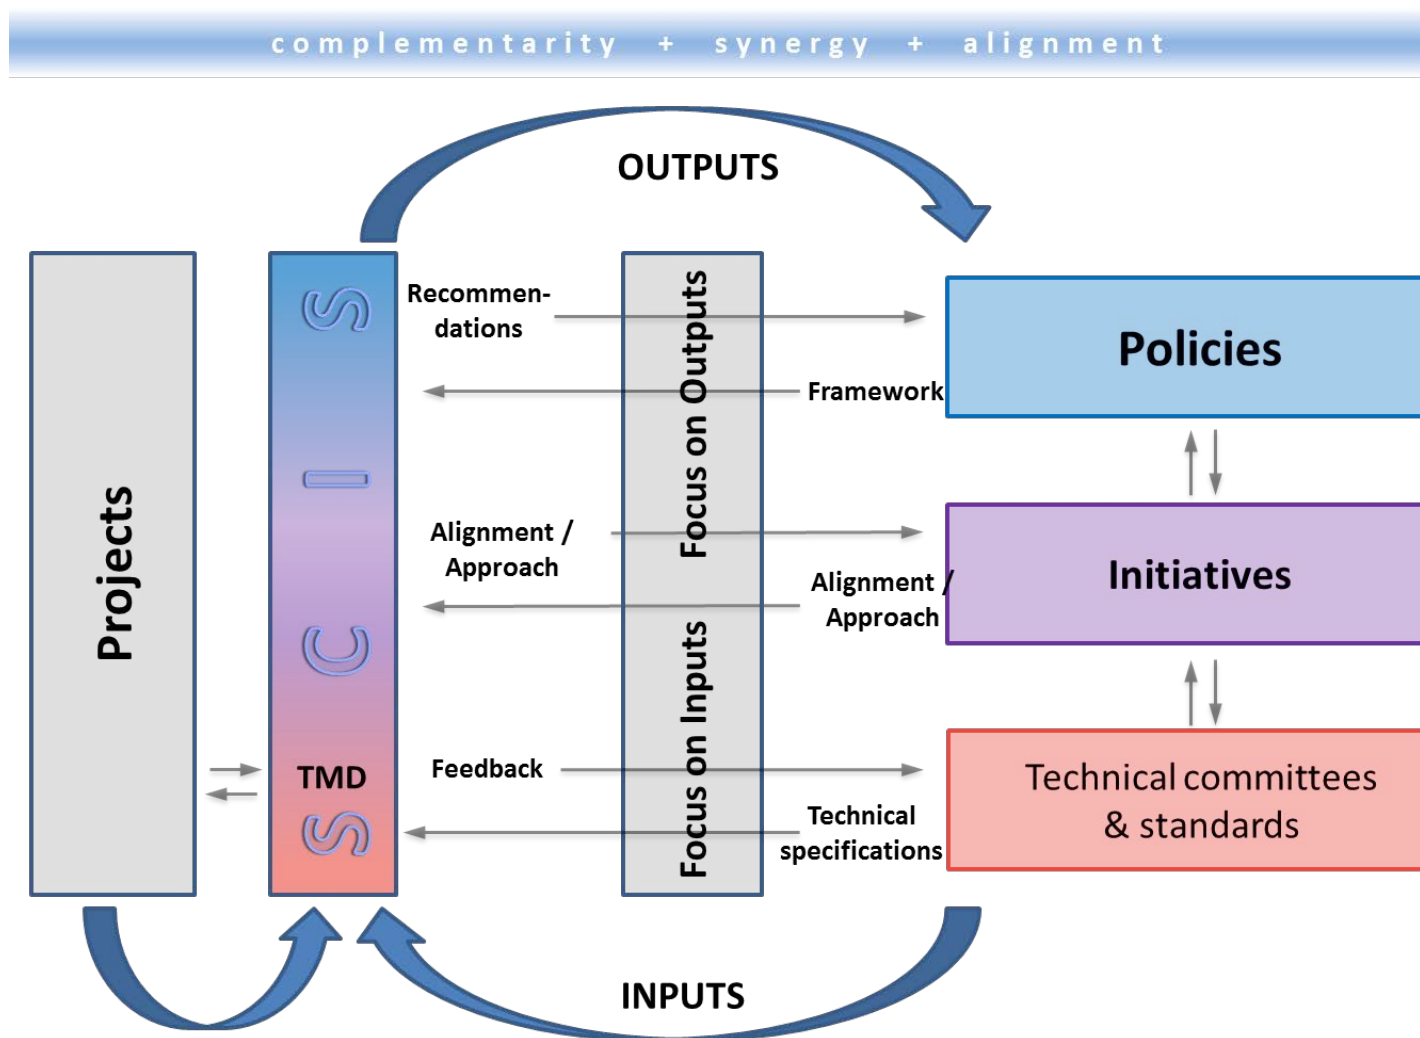 complementarity + synergy + alignment
OUTPUTS
Projects
S C I S
TMD
Recommen-
dations
Framework
Alignment /
Approach
Alignment /
Approach
Feedback
Technical
specifications
Focus on Outputs
Focus on Inputs
Policies
Initiatives
Technical committees
& standards
INPUTS